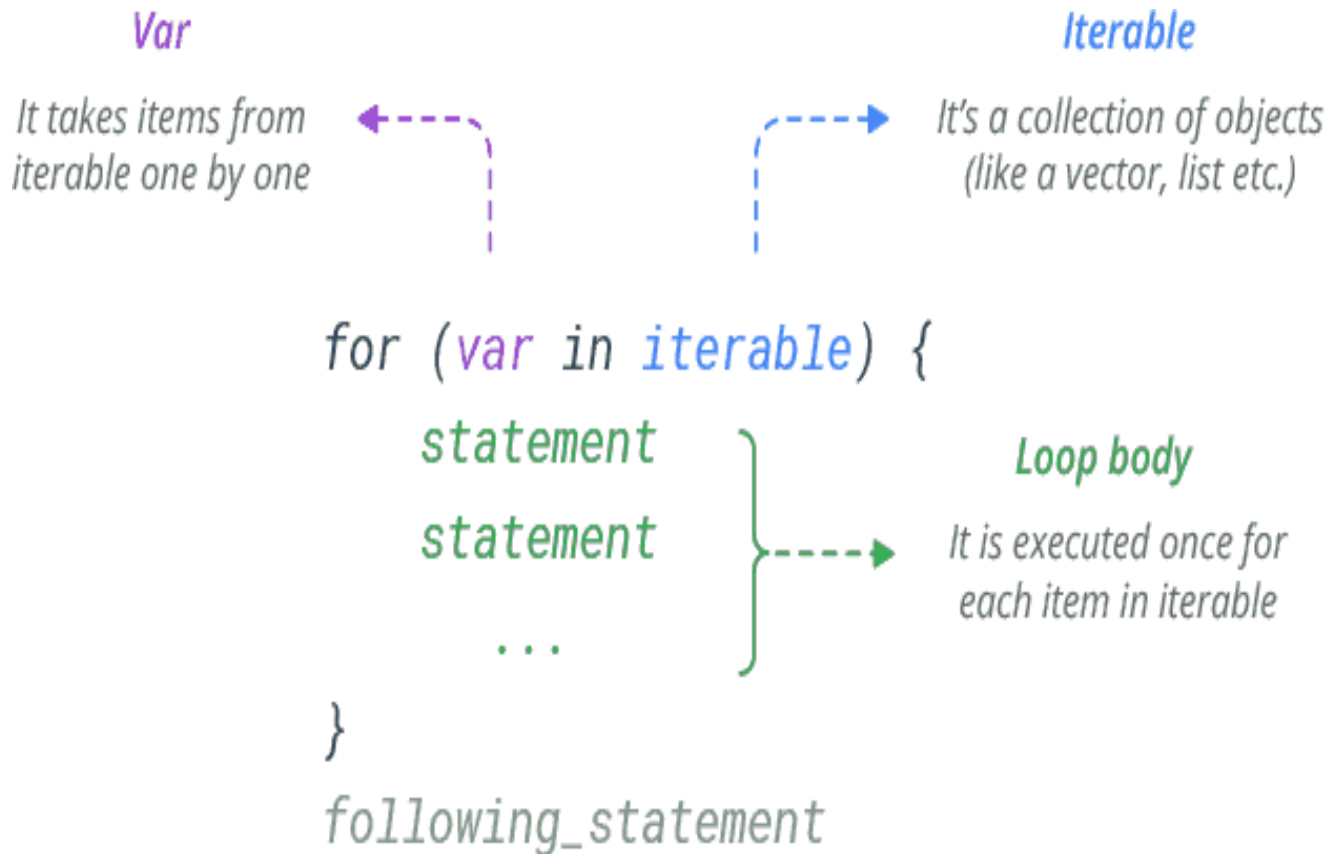 Var
It takes items from
iterable one by one
Iterable
It's a collection of objects
(like a vector, list etc.)
for (var in iterable) {
statement
statement
...
}
following_statement
Loop body
It is executed once for
each item in iterable